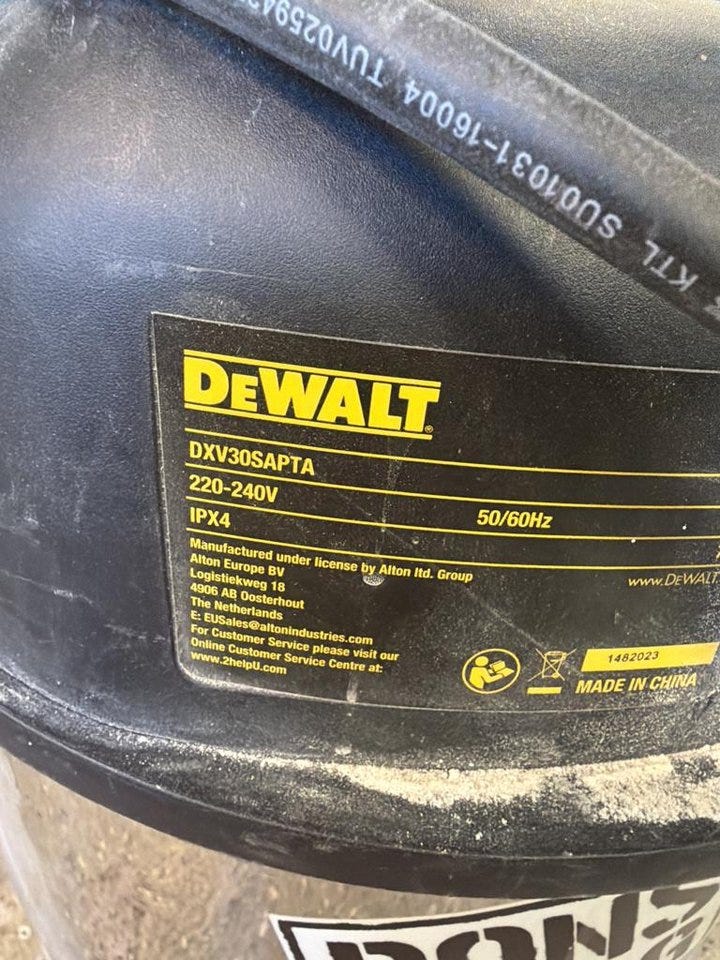 KTL SU01031-16004 TUV02594
DEWALT®
DXV30SAPTA
220-240V 50/60Hz
IPX4
Manufactured under license by Alton ltd. Group
Alton Europe BV
Logistiekweg 18
4906 AB Oosterhout
The Netherlands
E: EUSales@altonindustries.com
For Customer Service please visit our
Online Customer Service Centre at:
www.2helpU.com
www.DEWALT
1482023
MADE IN CHINA